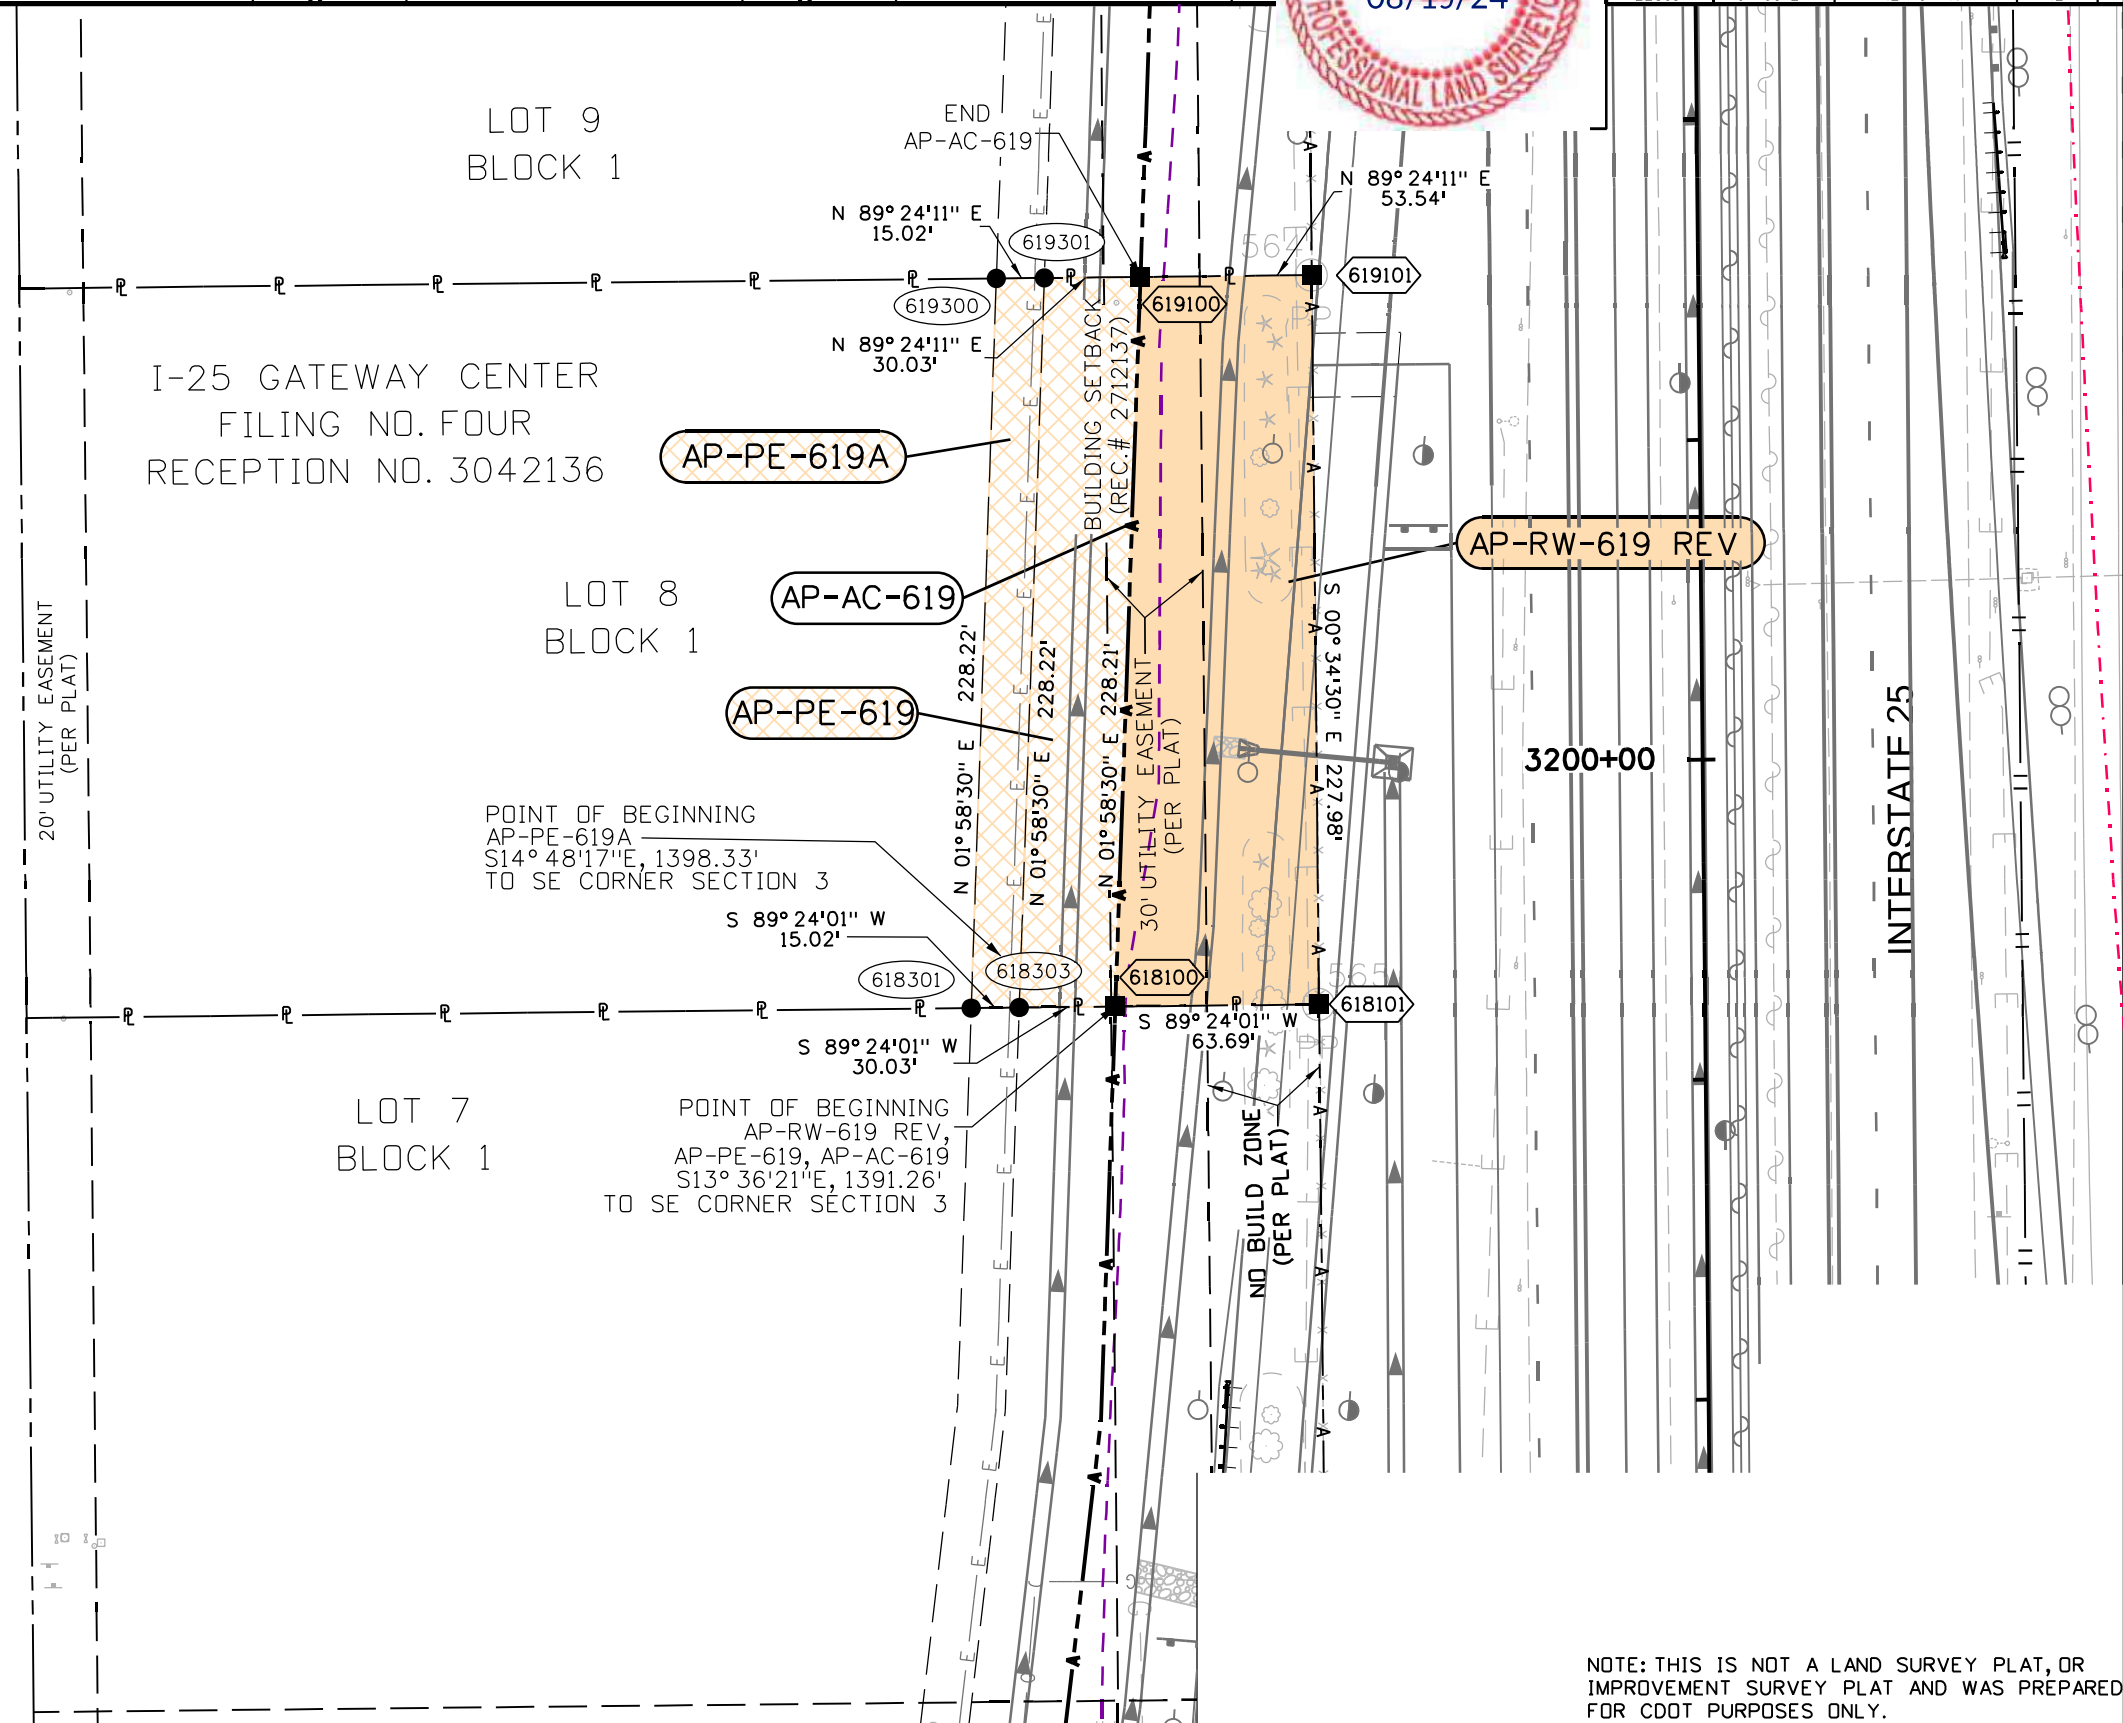 08/19/24
PROFESSIONAL LAND SURVEYO
LOT 9
BLOCK 1
END
AP-AC-619
N 89°24'11" E
53.54'
N 89°24'11" E
15.02'
619301
564
619101
619300
619100
PP
N 89°24'11" E
30.03'
I-25 GATEWAY CENTER
FILING NO. FOUR
RECEPTION NO. 3042136
BUILDING SETBACK
(REC.# 2712137)
AP-PE-619A
AP-RW-619 REV
AP-AC-619
LOT 8
BLOCK 1
20' UTILITY EASEMENT
(PER PLAT)
N 01°58'30" E 228.22'
N 01°58'30" E 228.22'
N 01°58'30" E 228.21'
30' UTILITY EASEMENT
(PER PLAT)
S 00°34'30" E 227.98'
AP-PE-619
3200+00
INTERSTATE 25
POINT OF BEGINNING
AP-PE-619A
S14°48'17"E, 1398.33'
TO SE CORNER SECTION 3
S 89°24'01" W
15.02'
618301
618303
618100
565
618101
PP
S 89°24'01" W
63.69'
S 89°24'01" W
30.03'
LOT 7
BLOCK 1
POINT OF BEGINNING
AP-RW-619 REV,
AP-PE-619, AP-AC-619
S13°36'21"E, 1391.26'
TO SE CORNER SECTION 3
NO BUILD ZONE
(PER PLAT)
NOTE: THIS IS NOT A LAND SURVEY PLAT, OR
IMPROVEMENT SURVEY PLAT AND WAS PREPARED
FOR CDOT PURPOSES ONLY.